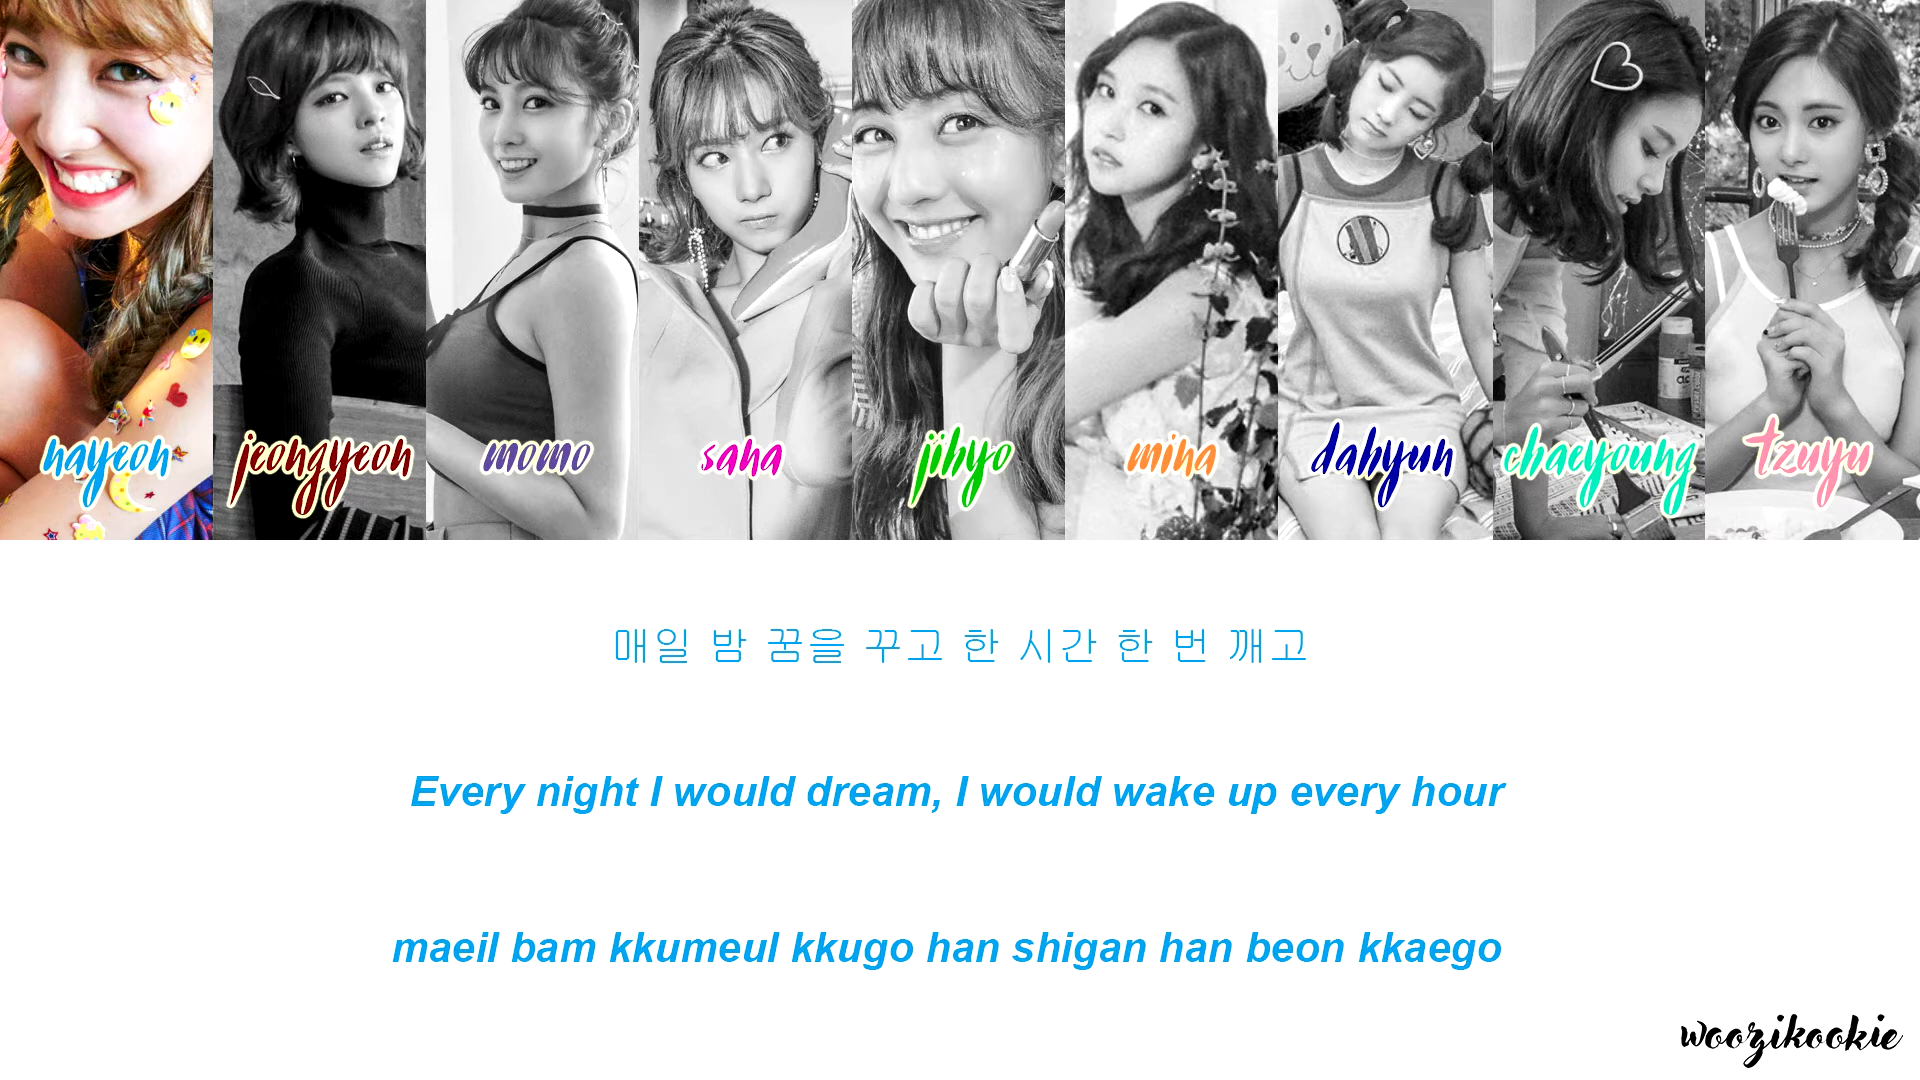 nayeon jeongyeon momo sana jihyo mina dahyun chaeyoung tzuyu
매일 밤 꿈을 꾸고 한 시간 한 번 깨고
Every night I would dream, I would wake up every hour
maeil bam kkumeul kkugo han shigan han beon kkaego
woozikookie